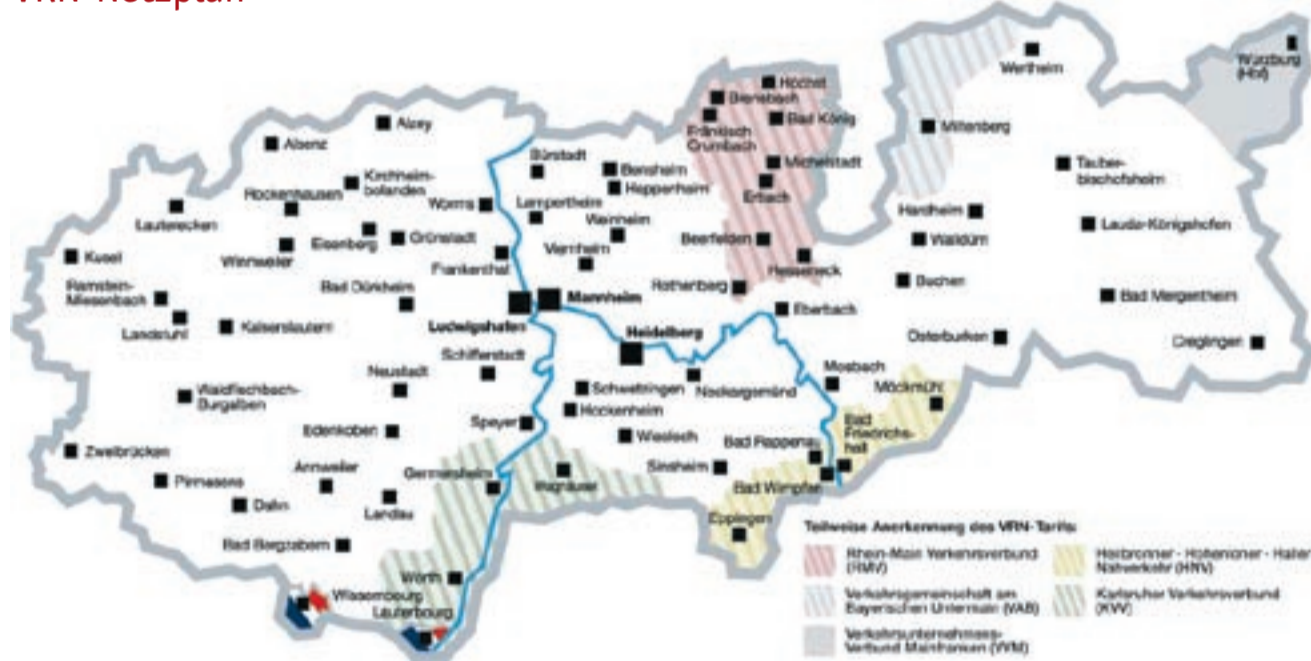 Alzey
Alsenz
Kirchheim-
bolanden
Rockenhausen
Lauterecken
Worms
Kusel
Winnweiler
Eisenberg
Grünstadt
Frankenthal
Ramstein-
Miesenbach
Bad Dürkheim
Landstuhl
Kaiserslautern
Ludwigshafen
Mannheim
Schifferstadt
Neustadt
Waldfischbach-
Burgalben
Edenkoben
Speyer
Zweibrücken
Annweiler
Germersheim
Pirmasens
Dahn
Landau
Bad Bergzabern
Wörth
Wissembourg
Lauterbourg
Bürstadt
Bensheim
Heppenheim
Lampertheim
Weinheim
Viernheim
Höchst
Brensbach
Fränkisch
Crumbach
Bad König
Michelstadt
Erbach
Beerfelden
Hesseneck
Rothenberg
Eberbach
Heidelberg
Schwetzingen
Neckargemünd
Hockenheim
Wiesloch
Waghäusel
Sinsheim
Bad Rappenau
Bad Wimpfen
Eppingen
Bad
Friedrichs-
hall
Mosbach
Möckmühl
Wertheim
Würzburg
(Hbf)
Miltenberg
Tauber-
bischofsheim
Hardheim
Walldürn
Lauda-Königshofen
Buchen
Bad Mergentheim
Osterburken
Creglingen
Teilweise Anerkennung des VRN-Tarifs:
Rhein-Main Verkehrsverbund
(RMV)
Verkehrsgemeinschaft am
Bayerischen Untermain (VAB)
Verkehrsunternehmens-
Verbund Mainfranken (VVM)
Heilbronner - Hohenloher - Haller
Nahverkehr (HNV)
Karlsruher Verkehrsverbund
(KVV)